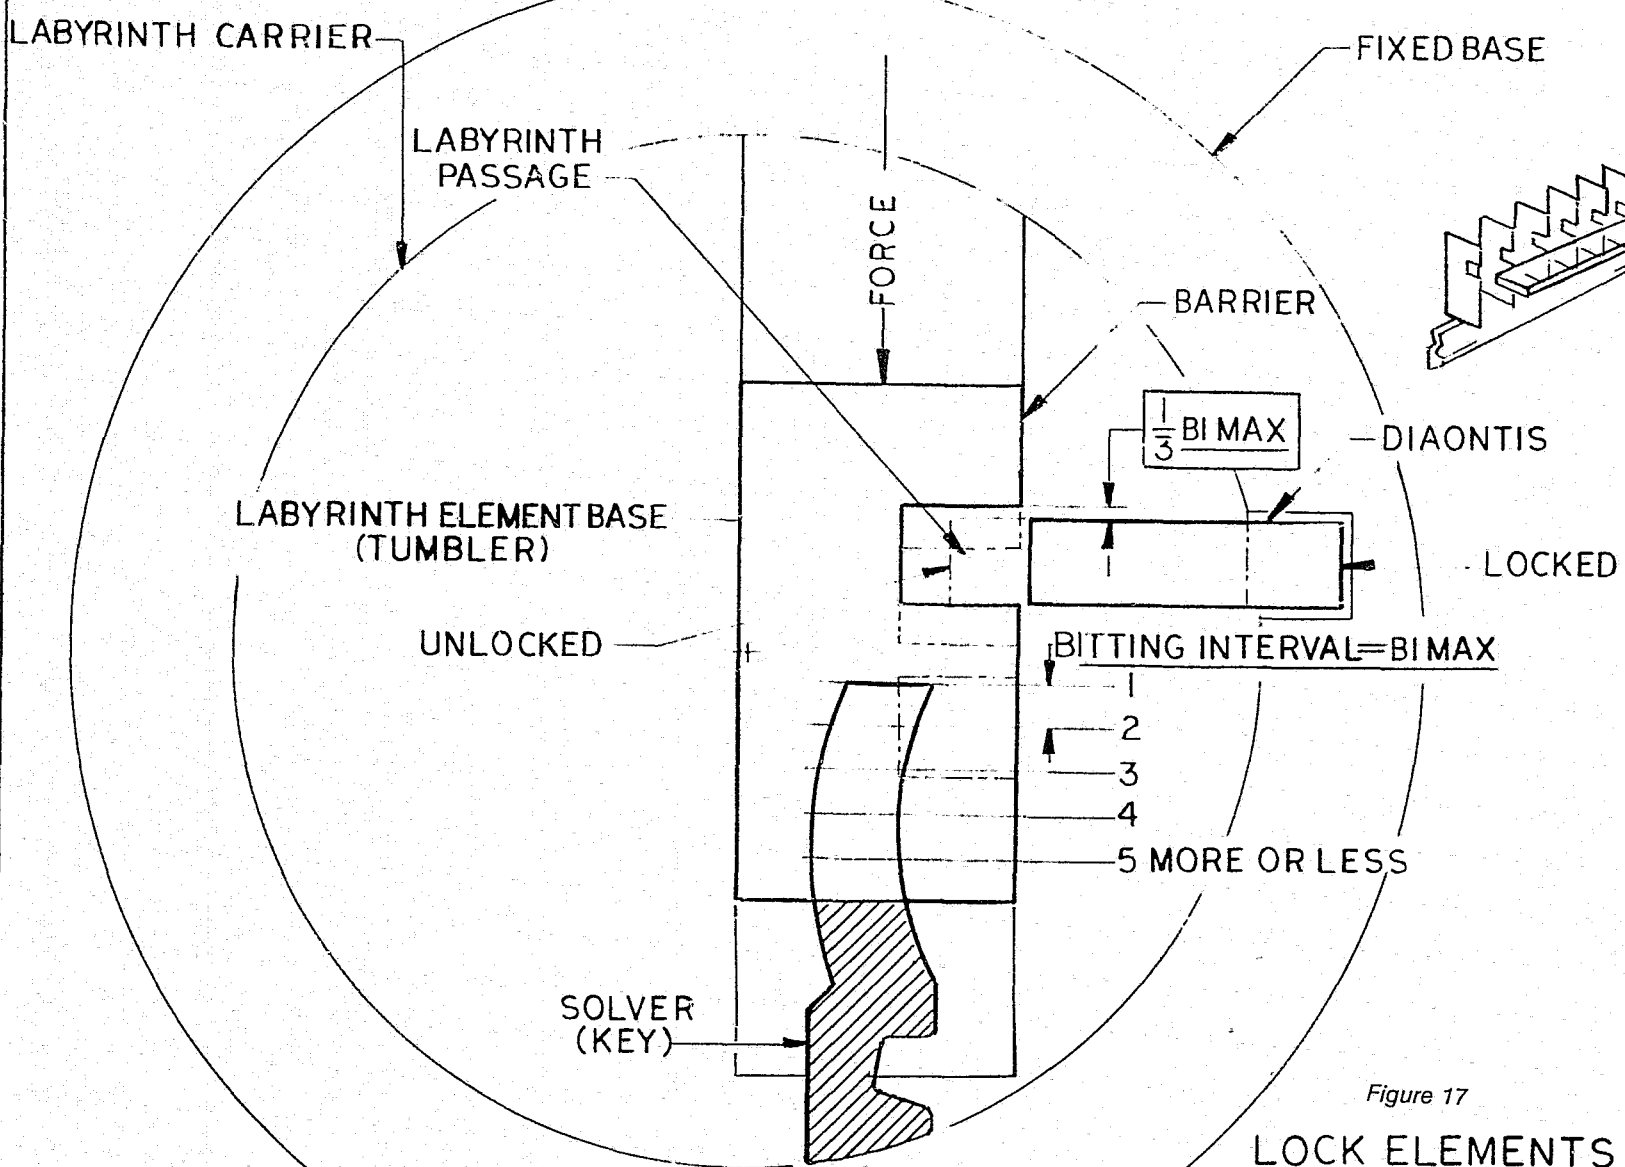 LABYRINTH CARRIER
FIXED BASE
LABYRINTH
PASSAGE
FORCE
BARRIER
1/3 BI MAX
DIAONTIS
LABYRINTH ELEMENT BASE
(TUMBLER)
LOCKED
UNLOCKED
BITTING INTERVAL=BI MAX
1
2
3
4
5 MORE OR LESS
SOLVER
(KEY)
Figure 17
LOCK ELEMENTS